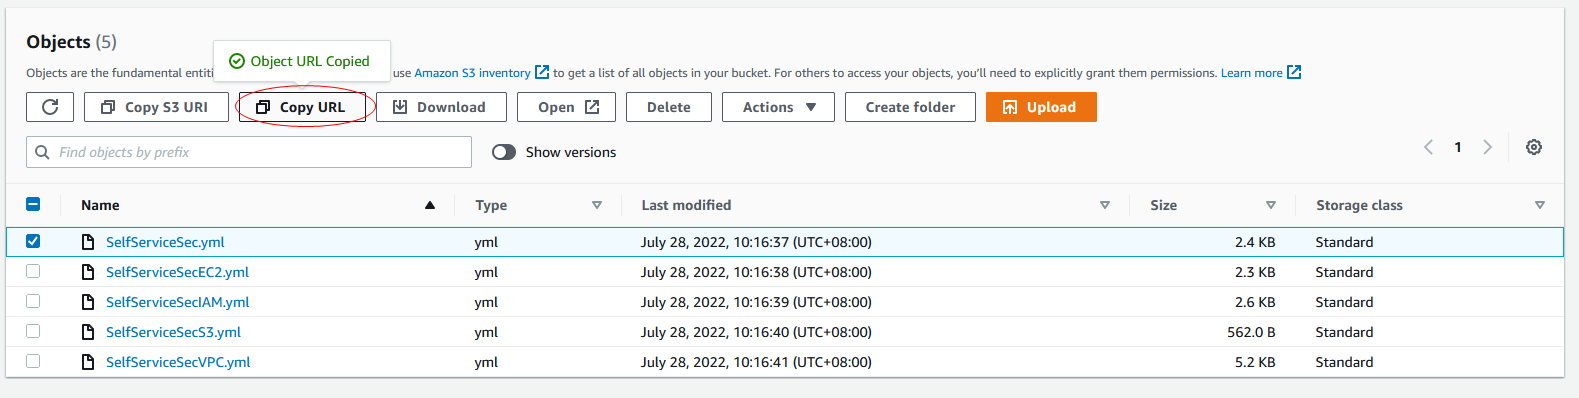 Objects (5)
Object URL Copied
Objects are the fundamental entiti use Amazon S3 inventory to get a list of all objects in your bucket. For others to access your objects, you'll need to explicitly grant them permissions. Learn more
Copy S3 URI Copy URL Download Open Delete Actions Create folder Upload
Find objects by prefix Show versions 1
Name Type Last modified Size Storage class
SelfServiceSec.yml yml July 28, 2022, 10:16:37 (UTC+08:00) 2.4 KB Standard
SelfServiceSecEC2.yml yml July 28, 2022, 10:16:38 (UTC+08:00) 2.3 KB Standard
SelfServiceSecIAM.yml yml July 28, 2022, 10:16:39 (UTC+08:00) 2.6 KB Standard
SelfServiceSecS3.yml yml July 28, 2022, 10:16:40 (UTC+08:00) 562.0 B Standard
SelfServiceSecVPC.yml yml July 28, 2022, 10:16:41 (UTC+08:00) 5.2 KB Standard